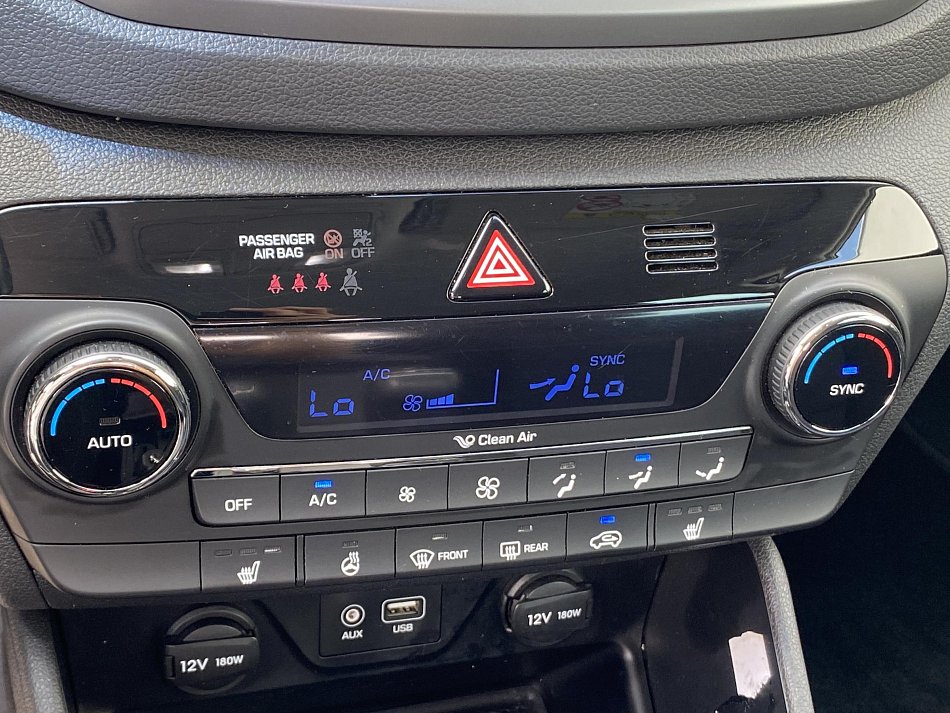 PASSENGER
AIR BAG
ON OFF
2
A/C
SYNC
Lo
Lo
AUTO
SYNC
Clean Air
OFF
A/C
FRONT
REAR
AUX
USB
12V 180W
12V 180W